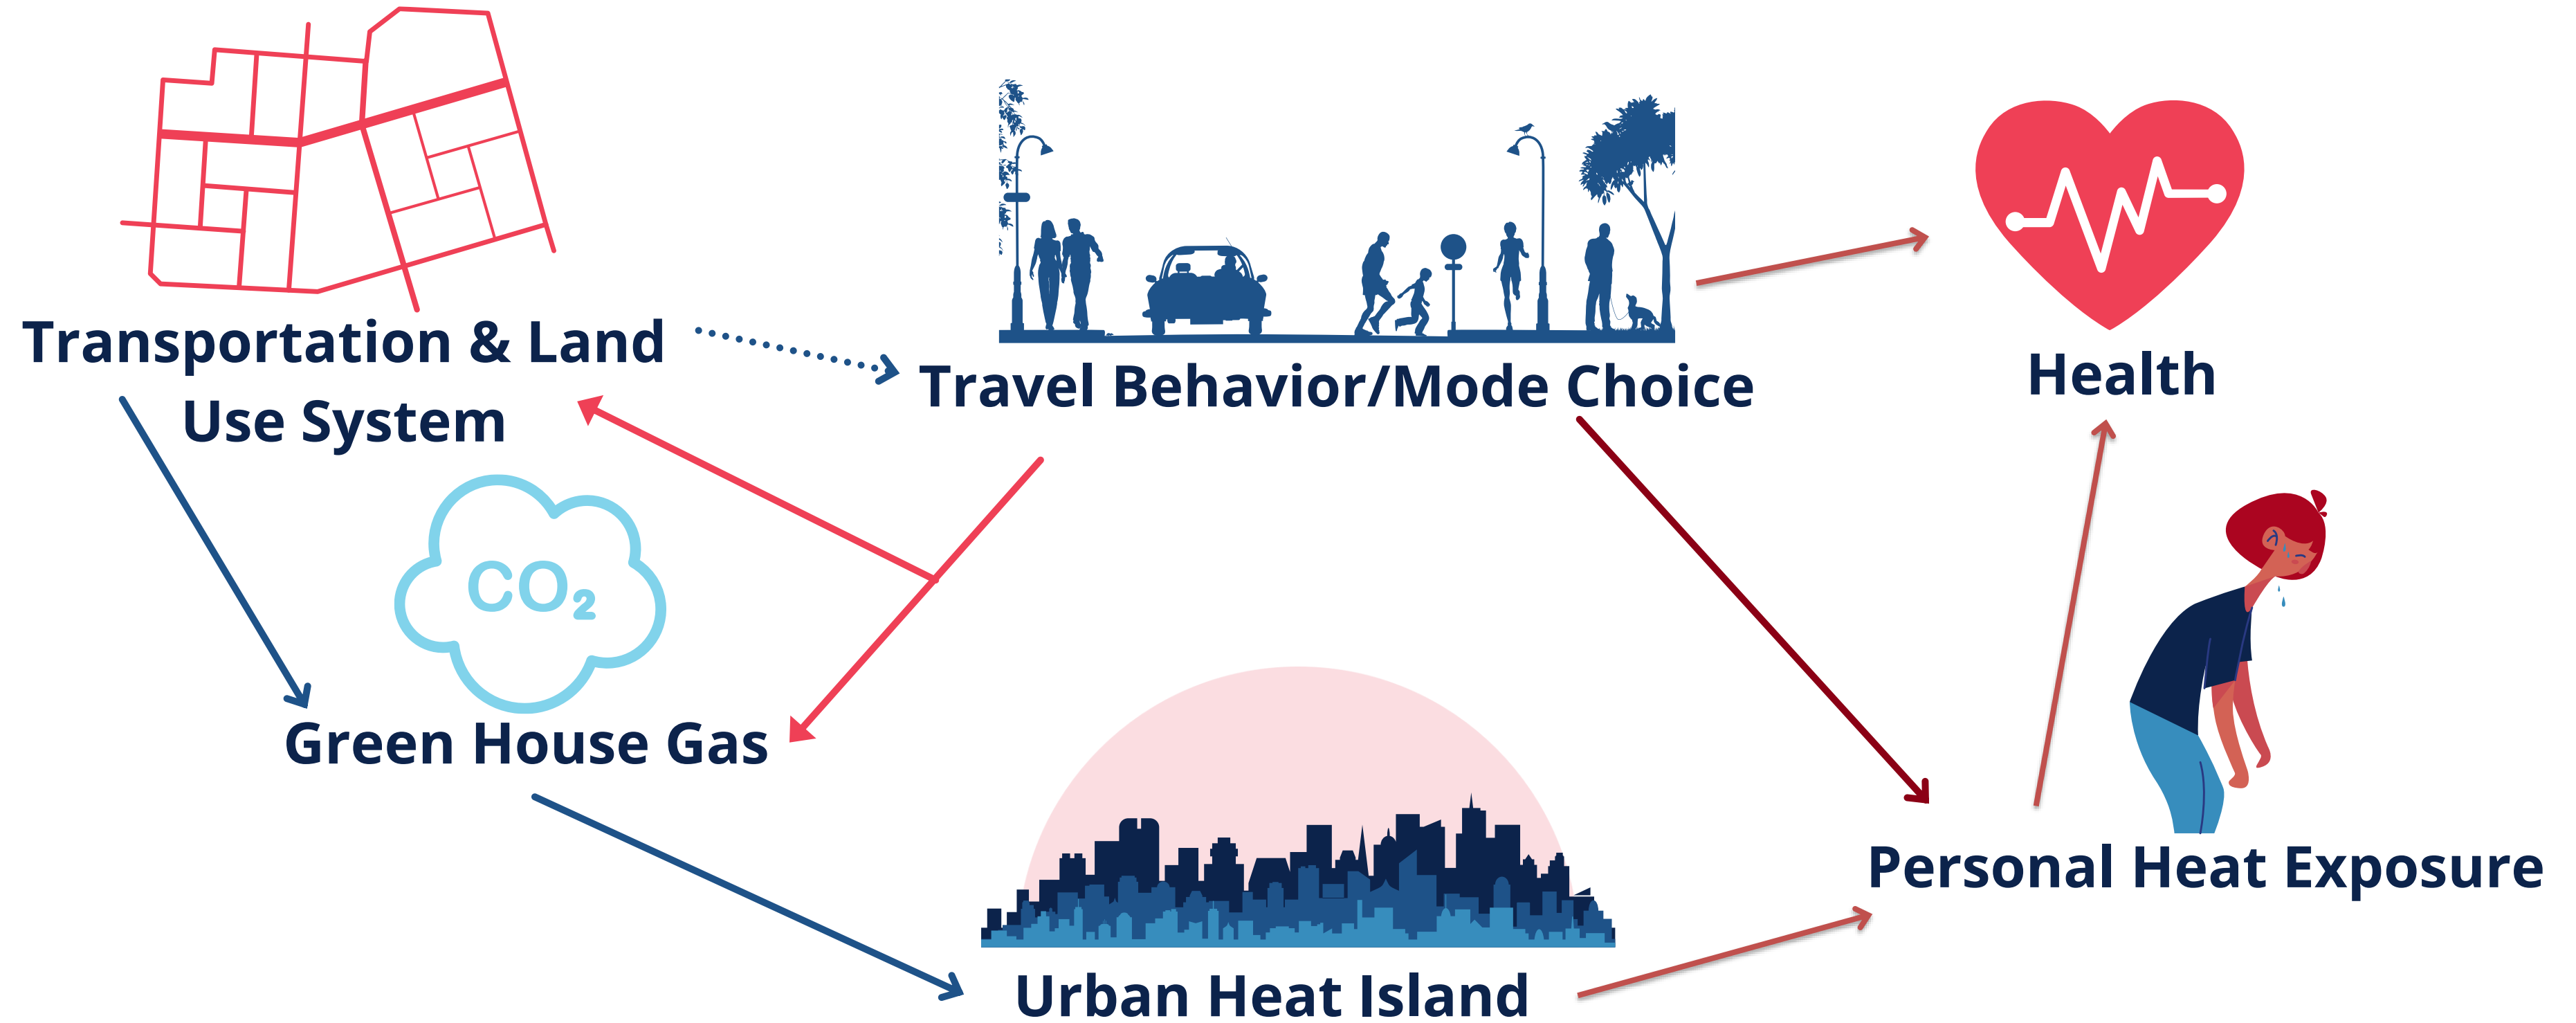 Transportation & Land
Use System
Travel Behavior/Mode Choice
Health
CO₂
Green House Gas
Personal Heat Exposure
Urban Heat Island